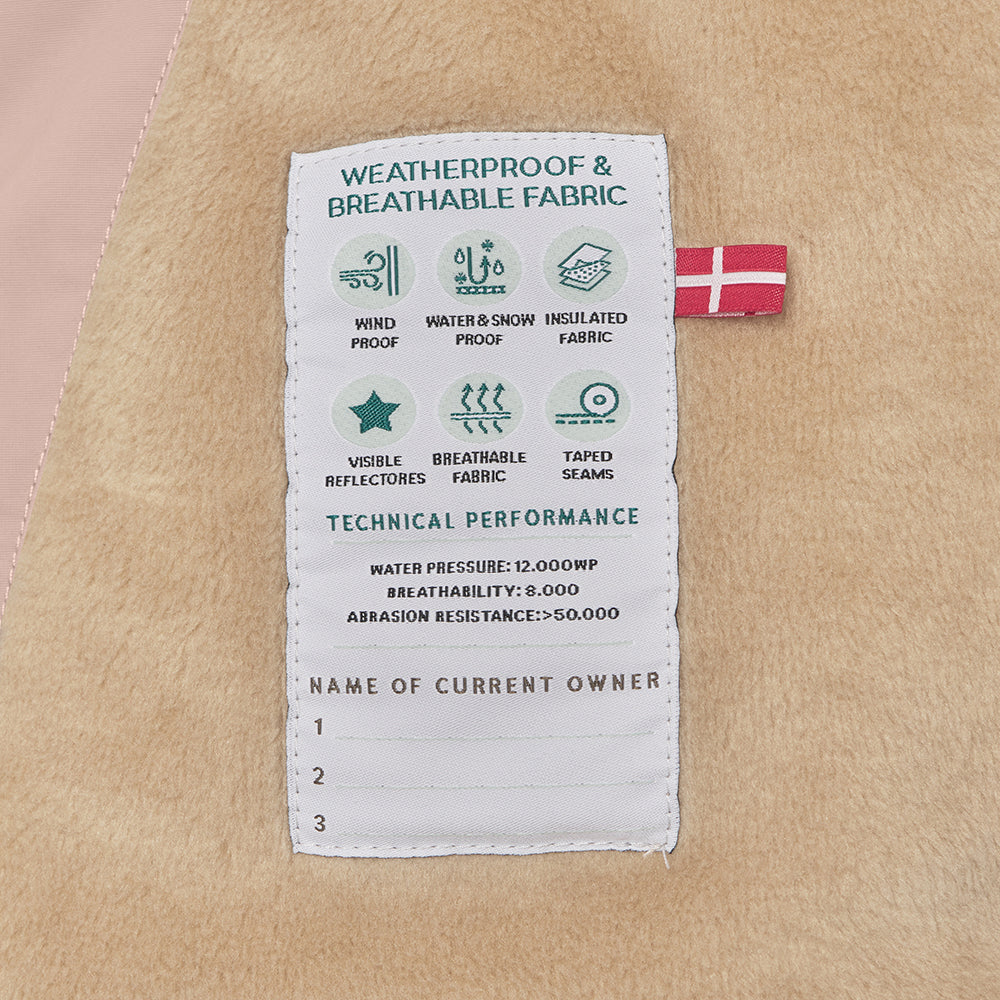 WEATHERPROOF &
BREATHABLE FABRIC
WIND
PROOF
WATER & SNOW
PROOF
INSULATED
FABRIC
VISIBLE
REFLECTORES
BREATHABLE
FABRIC
TAPED
SEAMS
TECHNICAL PERFORMANCE
WATER PRESSURE: 12.000WP
BREATHABILITY: 8.000
ABRASION RESISTANCE: >50.000
NAME OF CURRENT OWNER
1
2
3